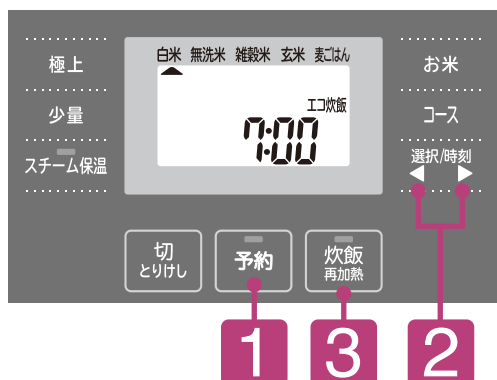 極上
少量
スチーム保温
白米 無洗米 雑穀米 玄米 麦ごはん
エコ炊飯
7:00
お米
コース
選択/時刻
切
とりけし
予約
炊飯
再加熱
1
3
2